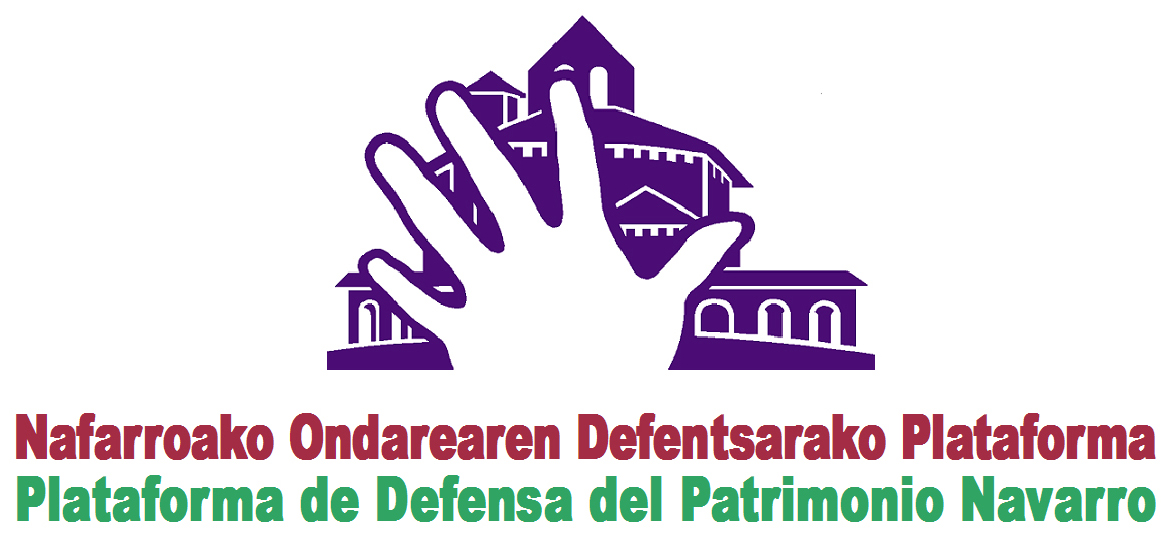 Nafarroako Ondarearen Defentsarako Plataforma
Plataforma de Defensa del Patrimonio Navarro